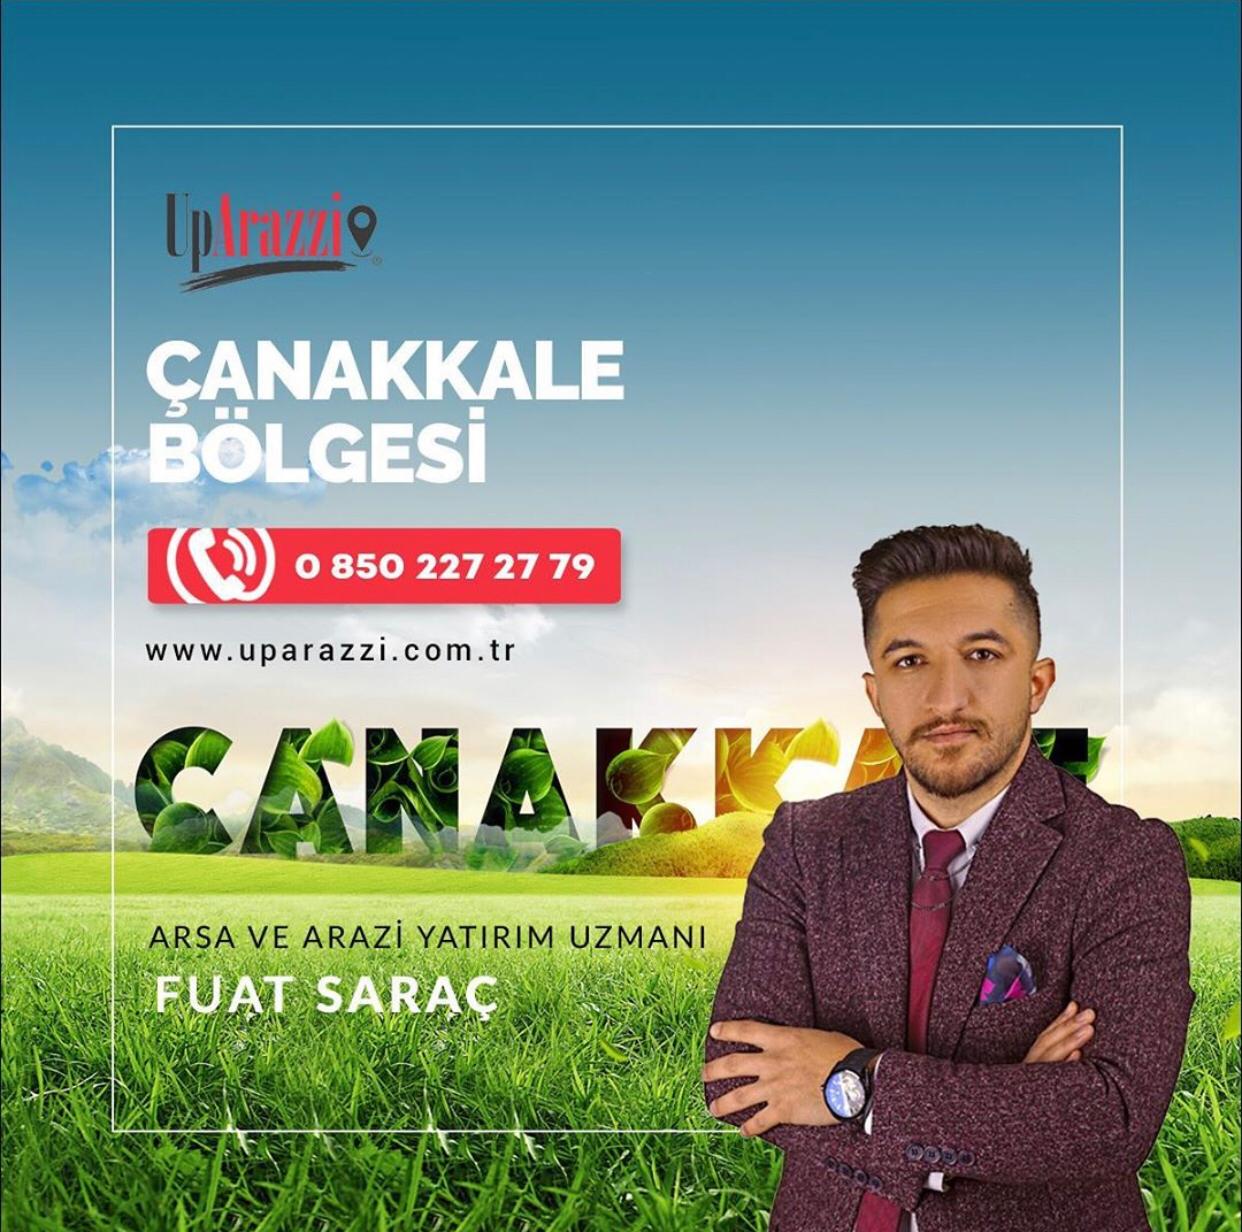 UpArazzi
ÇANAKKALE
BÖLGESİ
0 850 227 27 79
www.uparazzi.com.tr
ÇANAKKALE
ARSA VE ARAZİ YATIRIM UZMANI
FUAT SARAÇ